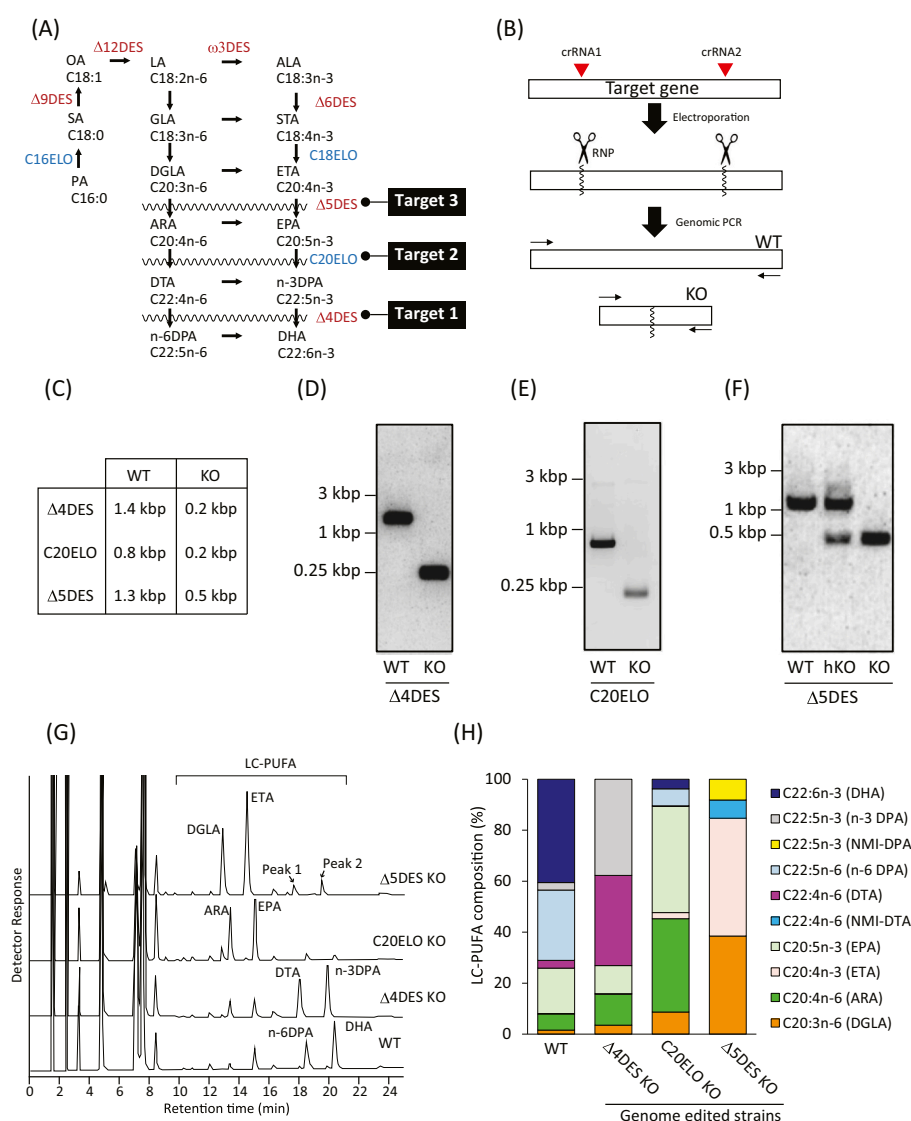 (A)
Δ12DES
ω3DES
OA
C18:1
LA
C18:2n-6
ALA
C18:3n-3
Δ9DES
Δ6DES
SA
C18:0
GLA
C18:3n-6
STA
C18:4n-3
C16ELO
C18ELO
PA
C16:0
DGLA
C20:3n-6
ETA
C20:4n-3
Δ5DES
Target 3
ARA
C20:4n-6
EPA
C20:5n-3
C20ELO
Target 2
DTA
C22:4n-6
n-3DPA
C22:5n-3
Δ4DES
Target 1
n-6DPA
C22:5n-6
DHA
C22:6n-3
(B)
crRNA1
crRNA2
Target gene
Electroporation
RNP
Genomic PCR
WT
KO
(C)
WT KO
Δ4DES 1.4 kbp 0.2 kbp
C20ELO 0.8 kbp 0.2 kbp
Δ5DES 1.3 kbp 0.5 kbp
(D)
3 kbp
1 kbp
0.25 kbp
WT KO
Δ4DES
(E)
3 kbp
1 kbp
0.25 kbp
WT KO
C20ELO
(F)
3 kbp
1 kbp
0.5 kbp
WT hKO KO
Δ5DES
(G)
LC-PUFA
ETA
DGLA
Peak 1
Peak 2
Δ5DES KO
ARA
EPA
C20ELO KO
DTA
n-3DPA
Δ4DES KO
n-6DPA
DHA
WT
Detector Response
0 2 4 6 8 10 12 14 16 18 20 22 24
Retention time (min)
(H)
LC-PUFA composition (%)
100
80
60
40
20
0
WT
Δ4DES KO
C20ELO KO
Δ5DES KO
Genome edited strains
C22:6n-3 (DHA)
C22:5n-3 (n-3 DPA)
C22:5n-3 (NMI-DPA
C22:5n-6 (n-6 DPA)
C22:4n-6 (DTA)
C22:4n-6 (NMI-DTA
C20:5n-3 (EPA)
C20:4n-3 (ETA)
C20:4n-6 (ARA)
C20:3n-6 (DGLA)